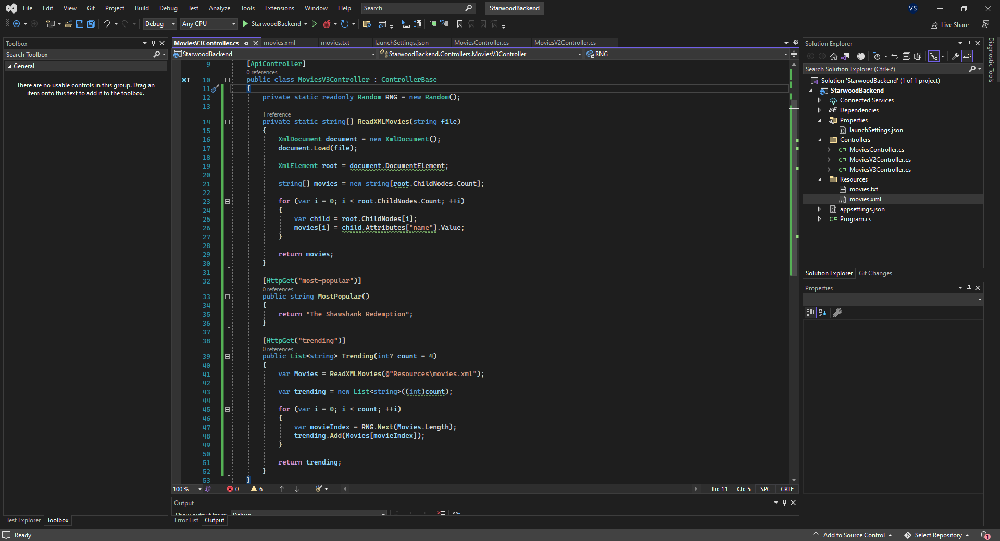 File Edit View Git Project Build Debug Test Analyze Tools Extensions Window Help Search StarwoodBackend VS
Debug Any CPU StarwoodBackend Live Share
Toolbox
Search Toolbox
General
There are no usable controls in this group. Drag an
item onto this text to add it to the toolbox.
Test Explorer Toolbox
MoviesV3Controller.cs movies.xml movies.txt launchSettings.json MoviesController.cs MoviesV2Controller.cs
StarwoodBackend StarwoodBackend.Controllers.MoviesV3Controller RNG
9 [ApiController]
0 references
10 public class MoviesV3Controller : ControllerBase
11 {
12 private static readonly Random RNG = new Random();
13
1 reference
14 private static string[] ReadXMLMovies(string file)
15 {
16 XmlDocument document = new XmlDocument();
17 document.Load(file);
18
19 XmlElement root = document.DocumentElement;
20
21 string[] movies = new string[root.ChildNodes.Count];
22
23 for (var i = 0; i < root.ChildNodes.Count; ++i)
24 {
25 var child = root.ChildNodes[i];
26 movies[i] = child.Attributes["name"].Value;
27 }
28
29 return movies;
30 }
31
32 [HttpGet("most-popular")]
0 references
33 public string MostPopular()
34 {
35 return "The Shawshank Redemption";
36 }
37
38 [HttpGet("trending")]
0 references
39 public List<string> Trending(int? count = 4)
40 {
41 var Movies = ReadXMLMovies(@"Resources\movies.xml");
42
43 var trending = new List<string>((int)count);
44
45 for (var i = 0; i < count; ++i)
46 {
47 var movieIndex = RNG.Next(Movies.Length);
48 trending.Add(Movies[movieIndex]);
49 }
50
51 return trending;
52 }
53 }
100 % 0 6 Ln: 11 Ch: 5 SPC CRLF
Output
Show output from: Debug
Error List Output
Solution Explorer
Search Solution Explorer (Ctrl+č)
Solution 'StarwoodBackend' (1 of 1 project)
StarwoodBackend
Connected Services
Dependencies
Properties
launchSettings.json
Controllers
C# MoviesController.cs
C# MoviesV2Controller.cs
C# MoviesV3Controller.cs
Resources
movies.txt
movies.xml
appsettings.json
C# Program.cs
Solution Explorer Git Changes
Properties
Diagnostic Tools
Ready Add to Source Control Select Repository 1